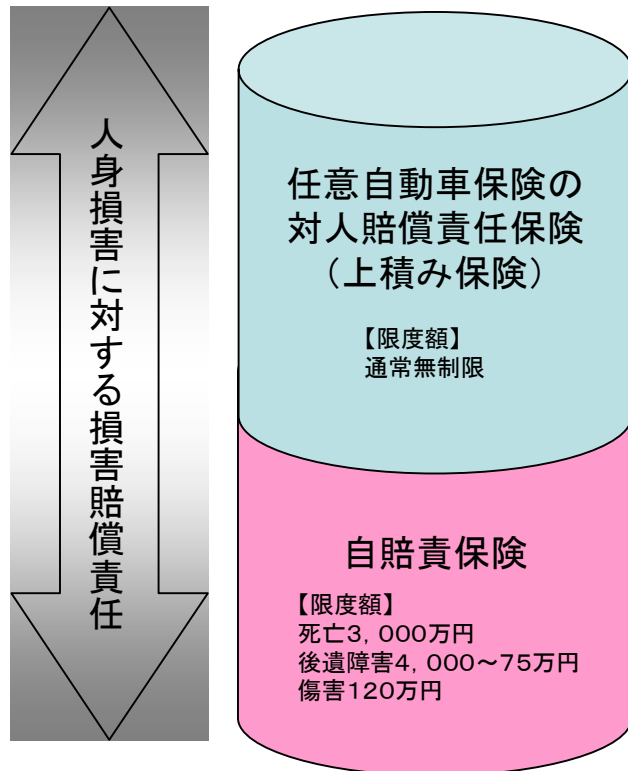 人身損害に対する損害賠償責任
任意自動車保険の
対人賠償責任保険
（上積み保険）
【限度額】
通常無制限
自賠責保険
【限度額】
死亡3，000万円
後遺障害4，000～75万円
傷害120万円